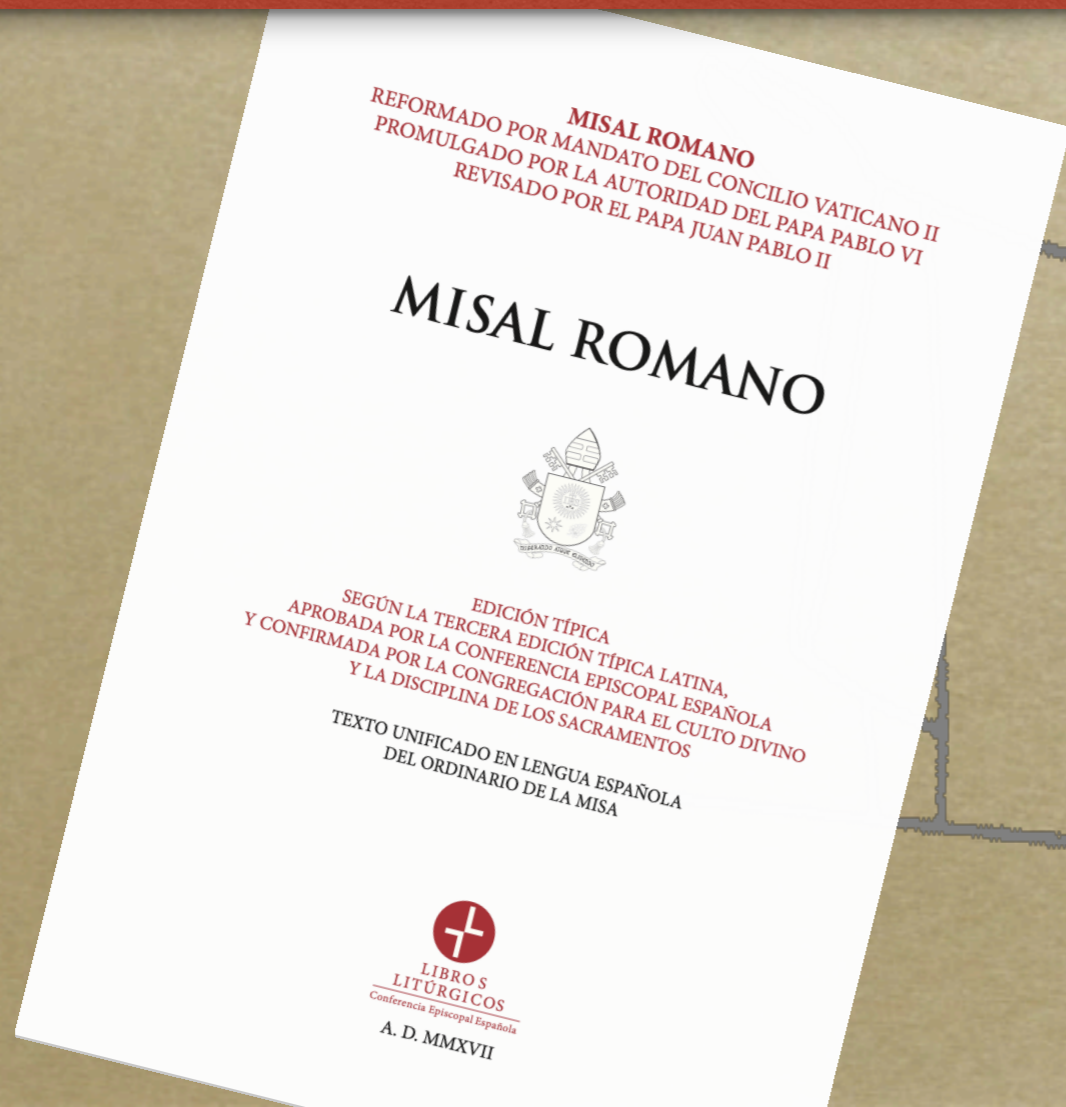 MISAL ROMANO
REFORMADO POR MANDATO DEL CONCILIO VATICANO II
PROMULGADO POR LA AUTORIDAD DEL PAPA PABLO VI
REVISADO POR EL PAPA JUAN PABLO II
MISAL ROMANO
EDICIÓN TÍPICA
SEGÚN LA TERCERA EDICIÓN TÍPICA LATINA,
APROBADA POR LA CONFERENCIA EPISCOPAL ESPAÑOLA
Y CONFIRMADA POR LA CONGREGACIÓN PARA EL CULTO DIVINO
Y LA DISCIPLINA DE LOS SACRAMENTOS
TEXTO UNIFICADO EN LENGUA ESPAÑOLA
DEL ORDINARIO DE LA MISA
LIBROS
LITÚRGICOS
Conferencia Episcopal Española
A. D. MMXVII